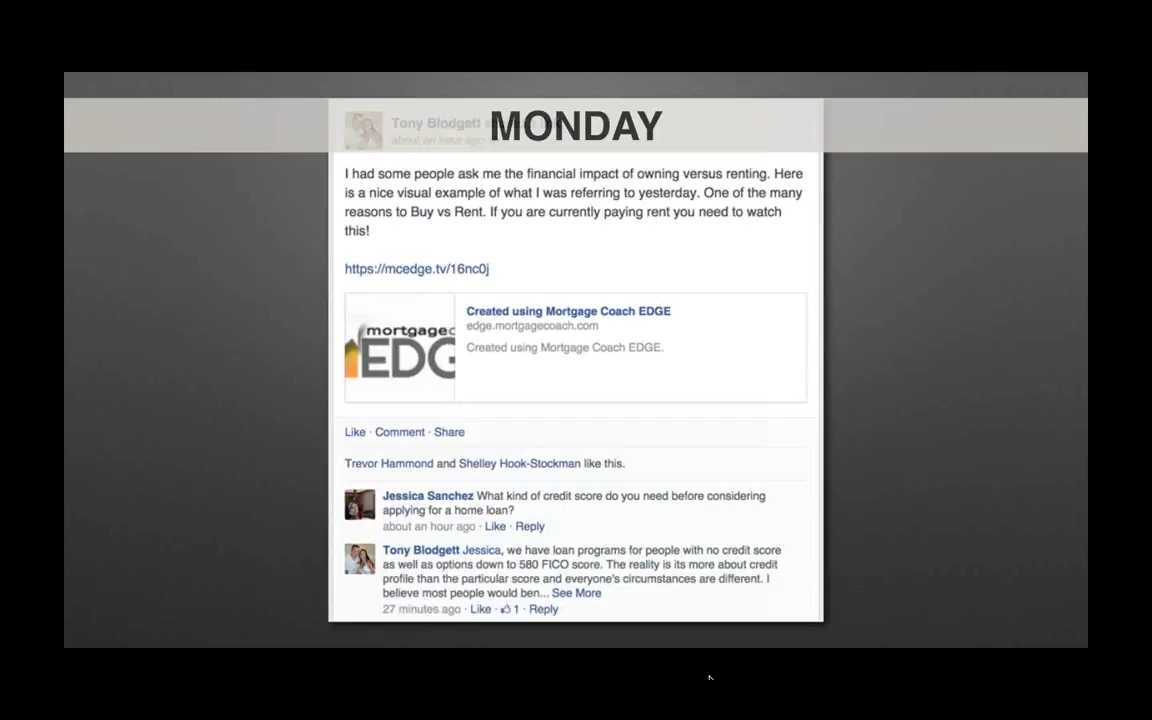 MONDAY
Tony Blodgett
about an hour ago
I had some people ask me the financial impact of owning versus renting. Here
is a nice visual example of what I was referring to yesterday. One of the many
reasons to Buy vs Rent. If you are currently paying rent you need to watch
this!
https://mcedge.tv/16nc0j
Created using Mortgage Coach EDGE
edge.mortgagecoach.com
Created using Mortgage Coach EDGE.
mortgagec
EDG
Like · Comment · Share
Trevor Hammond and Shelley Hook-Stockman like this.
Jessica Sanchez What kind of credit score do you need before considering
applying for a home loan?
about an hour ago · Like · Reply
Tony Blodgett Jessica, we have loan programs for people with no credit score
as well as options down to 580 FICO score. The reality is its more about credit
profile than the particular score and everyone's circumstances are different. I
believe most people would ben... See More
27 minutes ago · Like · 1 · Reply